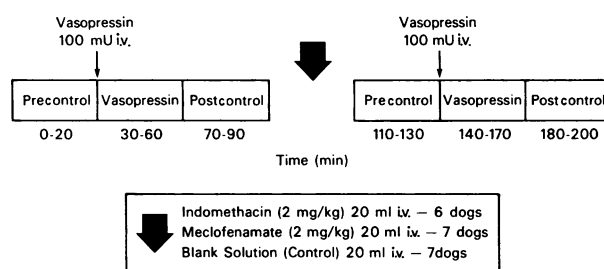 Vasopressin
100 mU i.v.
Vasopressin
100 mU i.v.
Precontrol Vasopressin Postcontrol
Precontrol Vasopressin Postcontrol
0-20 30-60 70-90
110-130 140-170 180-200
Time (min)
Indomethacin (2 mg/kg) 20 ml i.v. – 6 dogs
Meclofenamate (2 mg/kg) 20 ml i.v. – 7 dogs
Blank Solution (Control) 20 ml i.v. – 7dogs